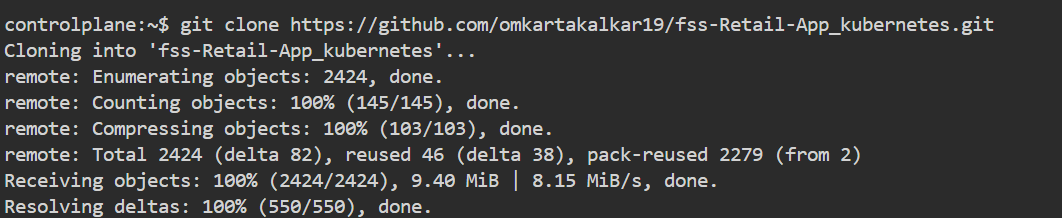 controlplane:~$ git clone https://github.com/omkartakalkar19/fss-Retail-App_kubernetes.git
Cloning into 'fss-Retail-App_kubernetes'...
remote: Enumerating objects: 2424, done.
remote: Counting objects: 100% (145/145), done.
remote: Compressing objects: 100% (103/103), done.
remote: Total 2424 (delta 82), reused 46 (delta 38), pack-reused 2279 (from 2)
Receiving objects: 100% (2424/2424), 9.40 MiB | 8.15 MiB/s, done.
Resolving deltas: 100% (550/550), done.